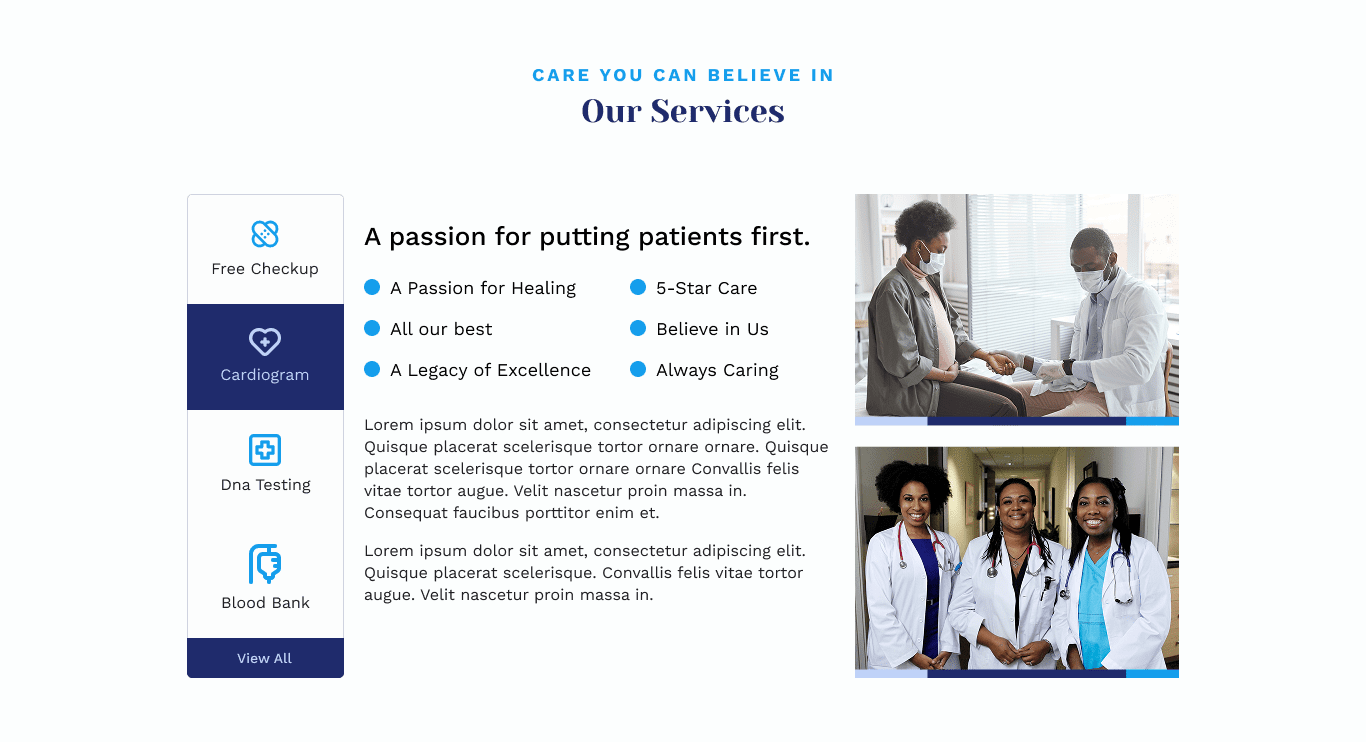 CARE YOU CAN BELIEVE IN
Our Services
Free Checkup
Cardiogram
Dna Testing
Blood Bank
View All
A passion for putting patients first.
A Passion for Healing
5-Star Care
All our best
Believe in Us
A Legacy of Excellence
Always Caring
Lorem ipsum dolor sit amet, consectetur adipiscing elit.
Quisque placerat scelerisque tortor ornare ornare. Quisque
placerat scelerisque tortor ornare ornare Convallis felis
vitae tortor augue. Velit nascetur proin massa in.
Consequat faucibus porttitor enim et.
Lorem ipsum dolor sit amet, consectetur adipiscing elit.
Quisque placerat scelerisque. Convallis felis vitae tortor
augue. Velit nascetur proin massa in.